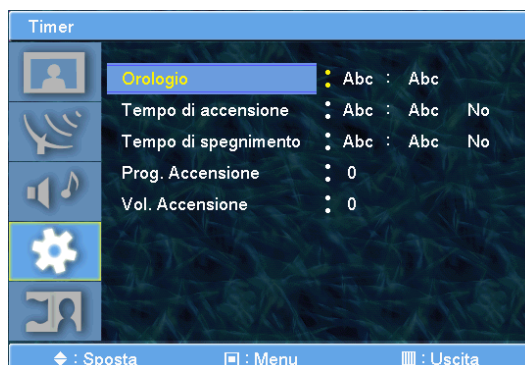 Timer
Orologio : Abc : Abc
Tempo di accensione : Abc : Abc No
Tempo di spegnimento : Abc : Abc No
Prog. Accensione : 0
Vol. Accensione : 0
: Sposta : Menu : Uscita